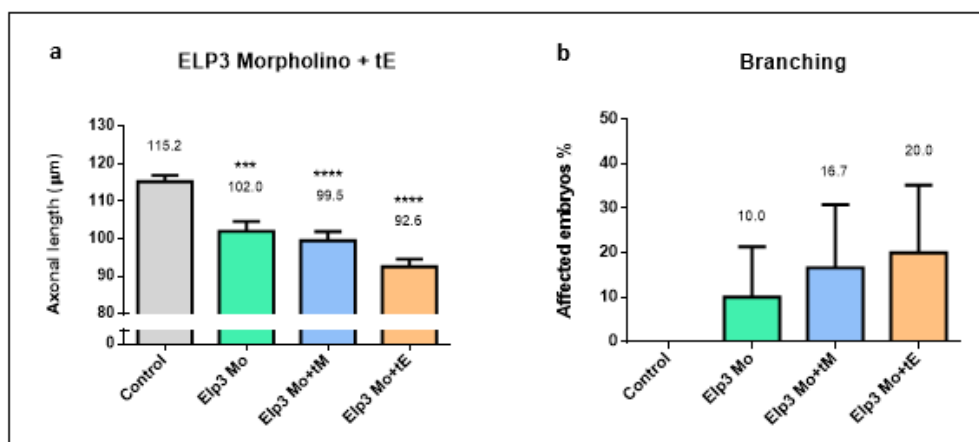 a
ELP3 Morpholino + tE
Axonal length (µm)
130
120
110
100
90
80
0
115.2
***
102.0
****
99.5
****
92.6
Control
Elp3 Mo
Elp3 Mo+tM
Elp3 Mo+tE
b
Branching
Affected embryos %
50
40
30
20
10
0
10.0
16.7
20.0
Control
Elp3 Mo
Elp3 Mo+tM
Elp3 Mo+tE